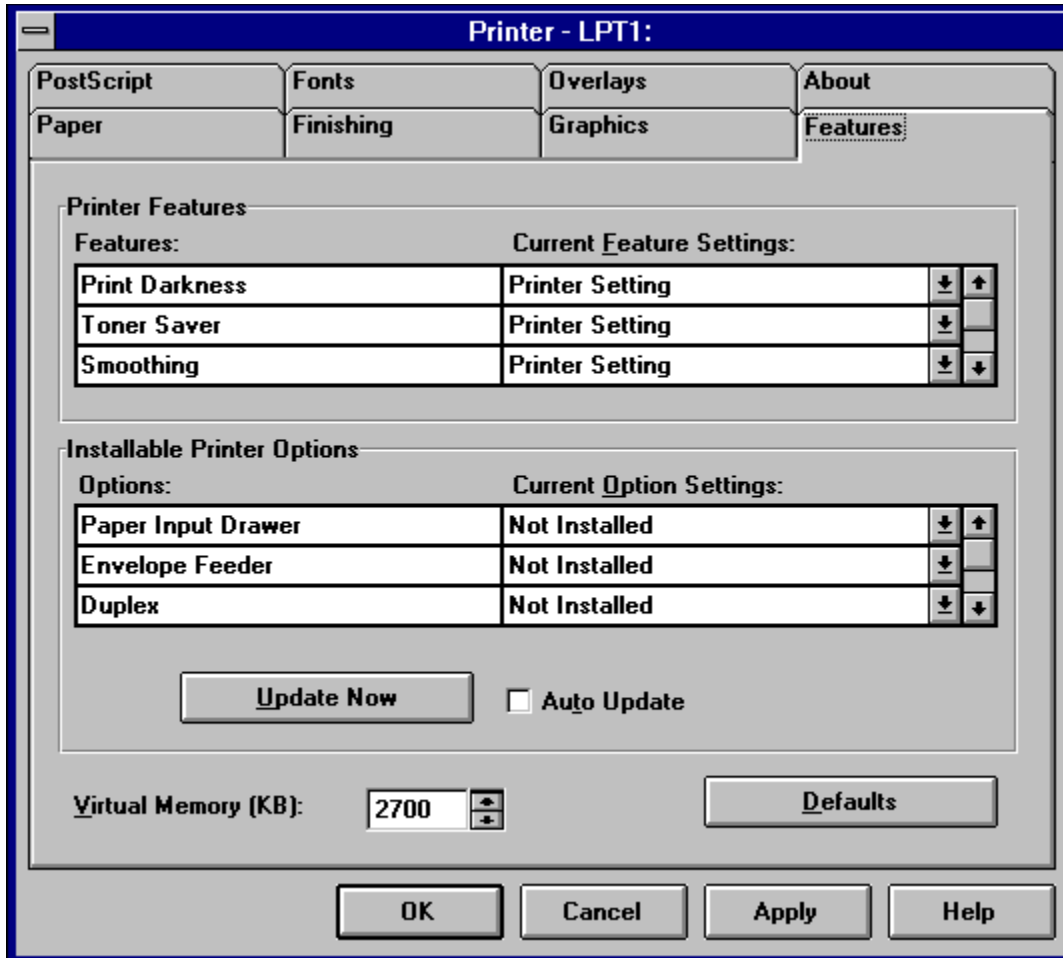 Printer - LPT1:
PostScript Fonts Overlays About
Paper Finishing Graphics Features
Printer Features
Features: Current Feature Settings:
Print Darkness Printer Setting
Toner Saver Printer Setting
Smoothing Printer Setting
Installable Printer Options
Options: Current Option Settings:
Paper Input Drawer Not Installed
Envelope Feeder Not Installed
Duplex Not Installed
Update Now Auto Update
Virtual Memory (KB): 2700 Defaults
OK Cancel Apply Help